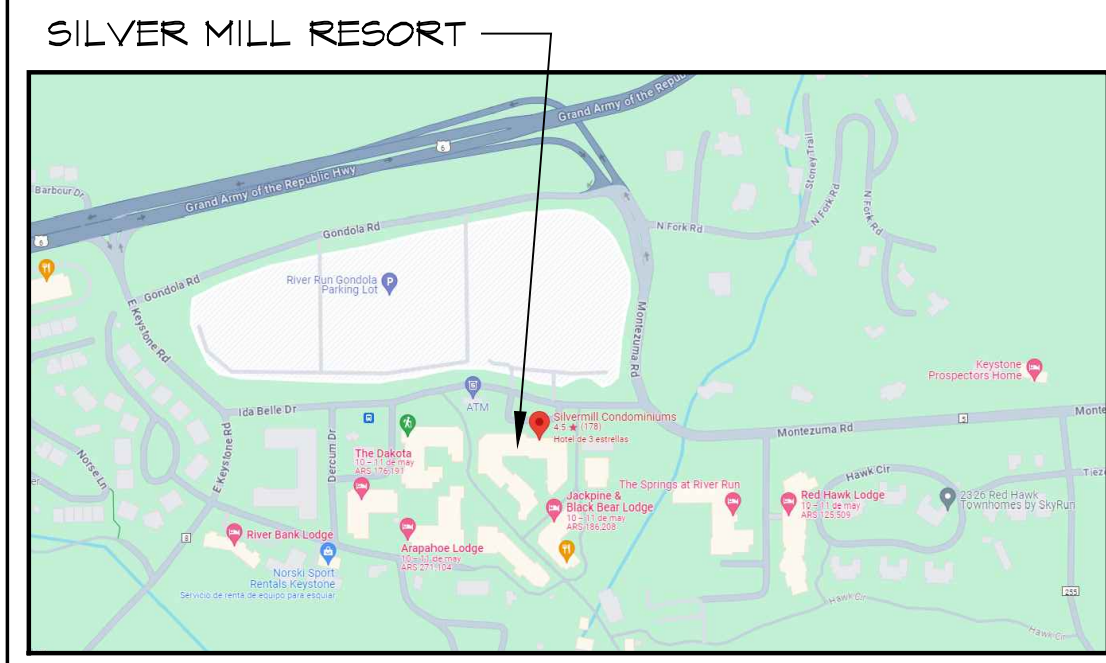 SILVER MILL RESORT
Grand Army of the Repub
6
Stoney Trail
Barbour Dr
Grand Army of the Republic Hwy
N Fork Rd
N Fork Rd
6
Gondola Rd
N Fork Rd
River Run Gondola
Parking Lot
P
Gondola Rd
E Keystone Rd
Montezuma Rd
Keystone
Prospectors Home
Ida Belle Dr
ATM
Silvermill Condominiums
4.5 ★ (178)
Hotel de 3 estrellas
5
Monte
Montezuma Rd
E Keystone Rd
Dercum Dr
Norse Ln
The Dakota
10 – 11 de may
ARS 176,191
The Springs at River Run
Hawk Cir
Tieze
er
Jackpine &
Black Bear Lodge
10 – 11 de may
ARS 186,208
Red Hawk Lodge
10 – 11 de may
ARS 125,509
2326 Red Hawk
Townhomes by SkyRun
8
River Bank Lodge
Arapahoe Lodge
10 – 11 de may
ARS 271,104
Norski Sport
Rentals Keystone
Servicio de renta de equipo para esquiar
255
Hawk Cir
Hawk Cir